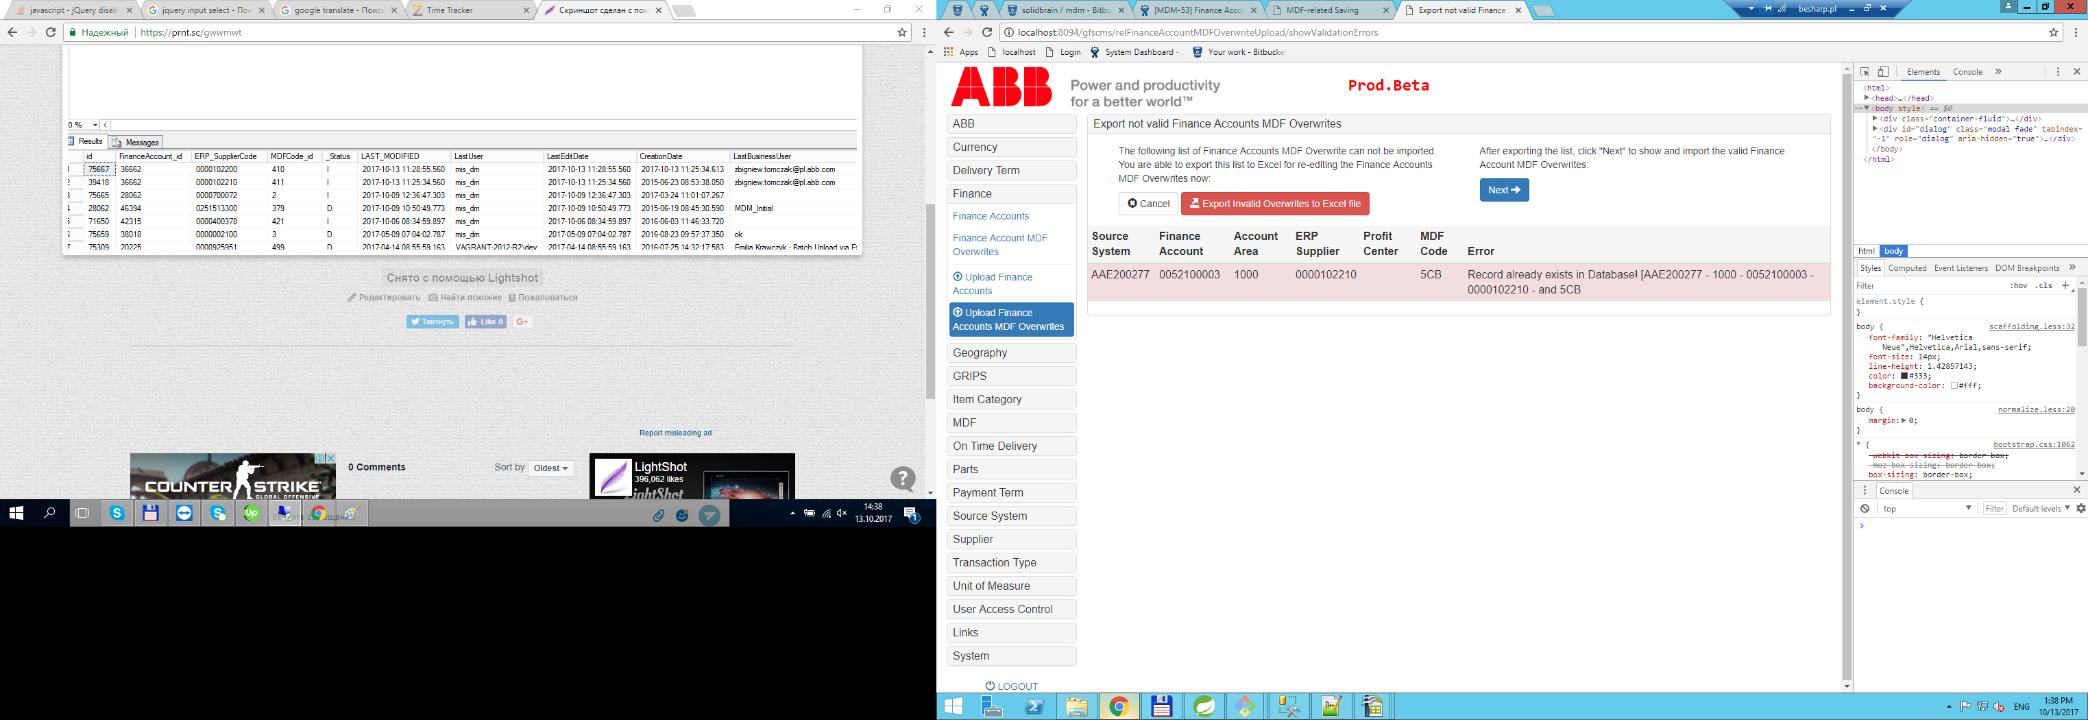 javascript - jQuery disabl
jquery input select - Пои
google translate - Поиск
Time Tracker
Скриншот сделан с пом
Надежный
https://prnt.sc/gwwmwt
0 %
Results
Messages
id FinanceAccount_id ERP_SupplierCode MDFCode_id _Status LAST_MODIFIED LastUser LastEditDate CreationDate LastBusinessUser
75667 36662 0000102200 410 I 2017-10-13 11:28:55.560 mis_dm 2017-10-13 11:28:55.560 2017-10-13 11:25:34.613 zbigniew.tomczak@pl.abb.com
2 39418 36662 0000102210 411 I 2017-10-13 11:25:34.560 mis_dm 2017-10-13 11:25:34.560 2015-06-23 08:53:38.050 zbigniew.tomczak@pl.abb.com
3 75665 28062 0000700072 2 I 2017-10-09 12:36:47.303 mis_dm 2017-10-09 12:36:47.303 2017-03-24 11:01:07.267
28062 46394 0251513300 379 D 2017-10-09 10:50:49.773 mis_dm 2017-10-09 10:50:49.773 2015-06-19 08:45:30.590 MDM_Initial
71650 42315 0000400378 421 I 2017-10-06 08:34:59.897 mis_dm 2017-10-06 08:34:59.897 2016-06-03 11:46:33.720
75659 38018 0000002100 3 D 2017-05-09 07:04:02.787 mis_dm 2017-05-09 07:04:02.787 2016-08-23 09:57:37.350 ok
7 75309 20225 0000925951 499 D 2017-04-14 08:55:59.163 VAGRANT-2012-R2\dev 2017-04-14 08:55:59.163 2016-07-25 14:32:17.583 Emilia Krawczyk - Batch Upload via Ex
Снято с помощью Lightshot
Редактировать Найти похожие Пожаловаться
Твитнуть
Like 0
G+
Report misleading ad
COUNTER STRIKE
GLOBAL OFFENSIVE
0 Comments
Sort by Oldest
LightShot
396,062 likes
LightShot
?
14:38
13.10.2017
1
solidbrain / mdm - Bitbu
[MDM-53] Finance Acco
MDF-related Saving
Export not valid Finance
besharp.pl
localhost:8094/gfscms/relFinanceAccountMDFOverwriteUpload/showValidationErrors
Apps
localhost
Login
System Dashboard -
Your work - Bitbucke
ABB
Power and productivity
for a better world™
Prod.Beta
ABB
Currency
Delivery Term
Finance
Finance Accounts
Finance Account MDF
Overwrites
Upload Finance
Accounts
Upload Finance
Accounts MDF Overwrites
Geography
GRIPS
Item Category
MDF
On Time Delivery
Parts
Payment Term
Source System
Supplier
Transaction Type
Unit of Measure
User Access Control
Links
System
LOGOUT
Export not valid Finance Accounts MDF Overwrites
The following list of Finance Accounts MDF Overwrite can not be imported.
You are able to export this list to Excel for re-editing the Finance Accounts
MDF Overwrites now:
Cancel
Export Invalid Overwrites to Excel file
After exporting the list, click "Next" to show and import the valid Finance
Account MDF Overwrites:
Next
Source System Finance Account Account Area ERP Supplier Profit Center MDF Code Error
AAE200277 0052100003 1000 0000102210 5CB Record already exists in Database! [AAE200277 - 1000 - 0052100003 -
0000102210 - and 5CB
Elements Console
<html>
<head>…</head>
<body style> == $0
<div class="container-fluid">…</div>
<div id="dialog" class="modal fade" tabindex=
"-1" role="dialog" aria-hidden="true">…</div>
</body>
</html>
html body
Styles Computed Event Listeners DOM Breakpoints
Filter :hov .cls +
element.style {
}
body { scaffolding.less:32
font-family: "Helvetica
Neue",Helvetica,Arial,sans-serif;
font-size: 14px;
line-height: 1.42857143;
color: #333;
background-color: #fff;
}
body { normalize.less:20
margin: 0;
}
* { bootstrap.css:1062
-webkit-box-sizing: border-box;
-moz-box-sizing: border-box;
box-sizing: border-box;
Console
top Filter Default levels
ENG
1:38 PM
10/13/2017